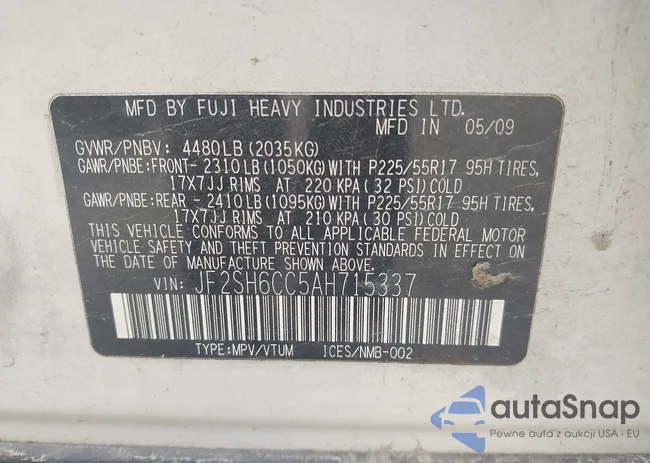 MFD BY FUJI HEAVY INDUSTRIES LTD.
MFD IN 05/09
GVWR/PNBV: 4480LB(2035KG)
GAWR/PNBE:FRONT- 2310LB(1050KG)WITH P225/55R17 95H TIRES,
17X7JJ RIMS AT 220 KPA(32 PSI)COLD
GAWR/PNBE:REAR - 2410LB(1095KG)WITH P225/55R17 95H TIRES,
17X7JJ RIMS AT 210 KPA(30 PSI)COLD
THIS VEHICLE CONFORMS TO ALL APPLICABLE FEDERAL MOTOR
VEHICLE SAFETY AND THEFT PREVENTION STANDARDS IN EFFECT
ON THE DATE OF MANUFACTURE SHOWN ABOVE.
VIN: JF2SH6CC5AH715337
TYPE:MPV/VTUM ICES/NMB-002
autaSnap
Pewne auta z aukcji USA i EU